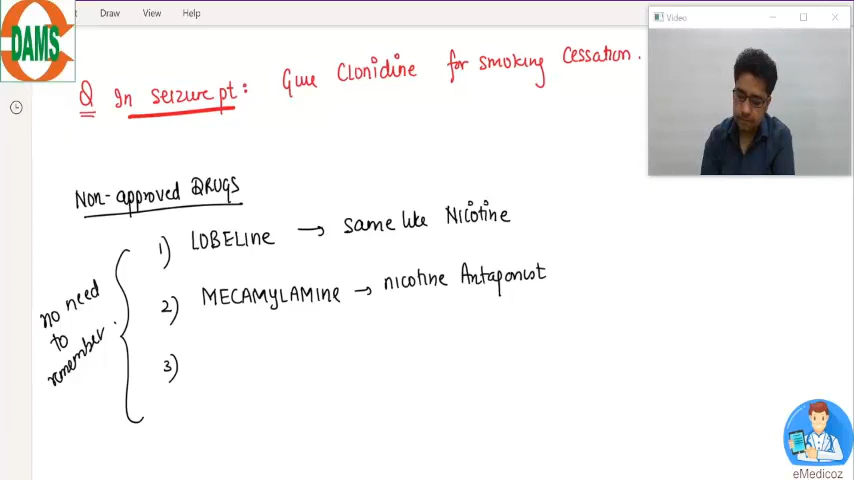 DAMS
Draw View Help
Video
Q In seizure pt: Give Clonidine for smoking cessation.
Non-approved DRUGS
1) LOBELINE → same like Nicotine
2) MECAMYLAMINE → nicotine Antagonist
3)
no need
to
remember
eMedicoz